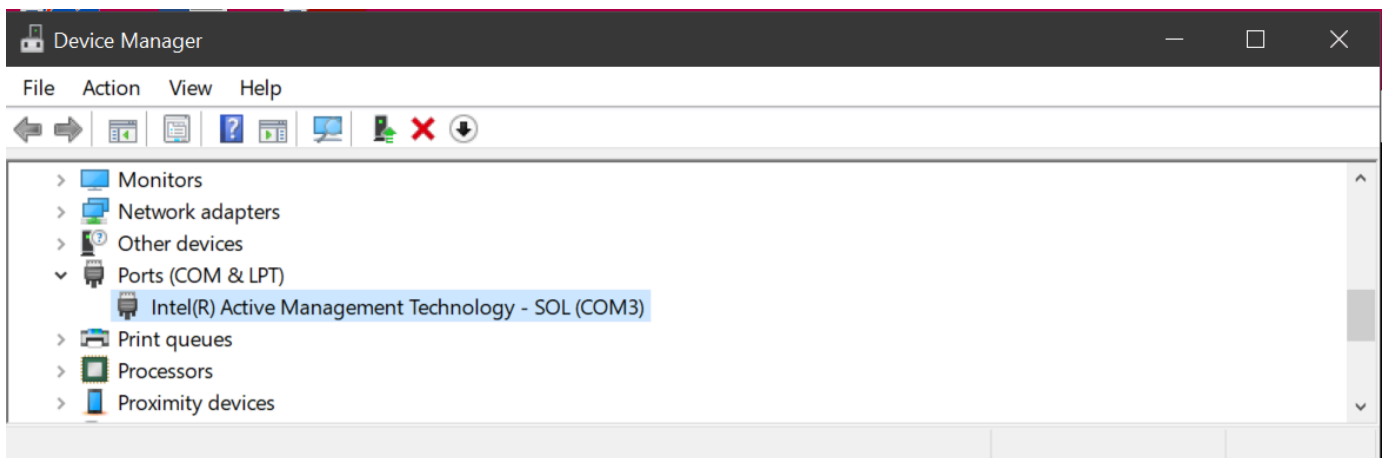 Device Manager
File Action View Help
Monitors
Network adapters
Other devices
Ports (COM & LPT)
Intel(R) Active Management Technology - SOL (COM3)
Print queues
Processors
Proximity devices